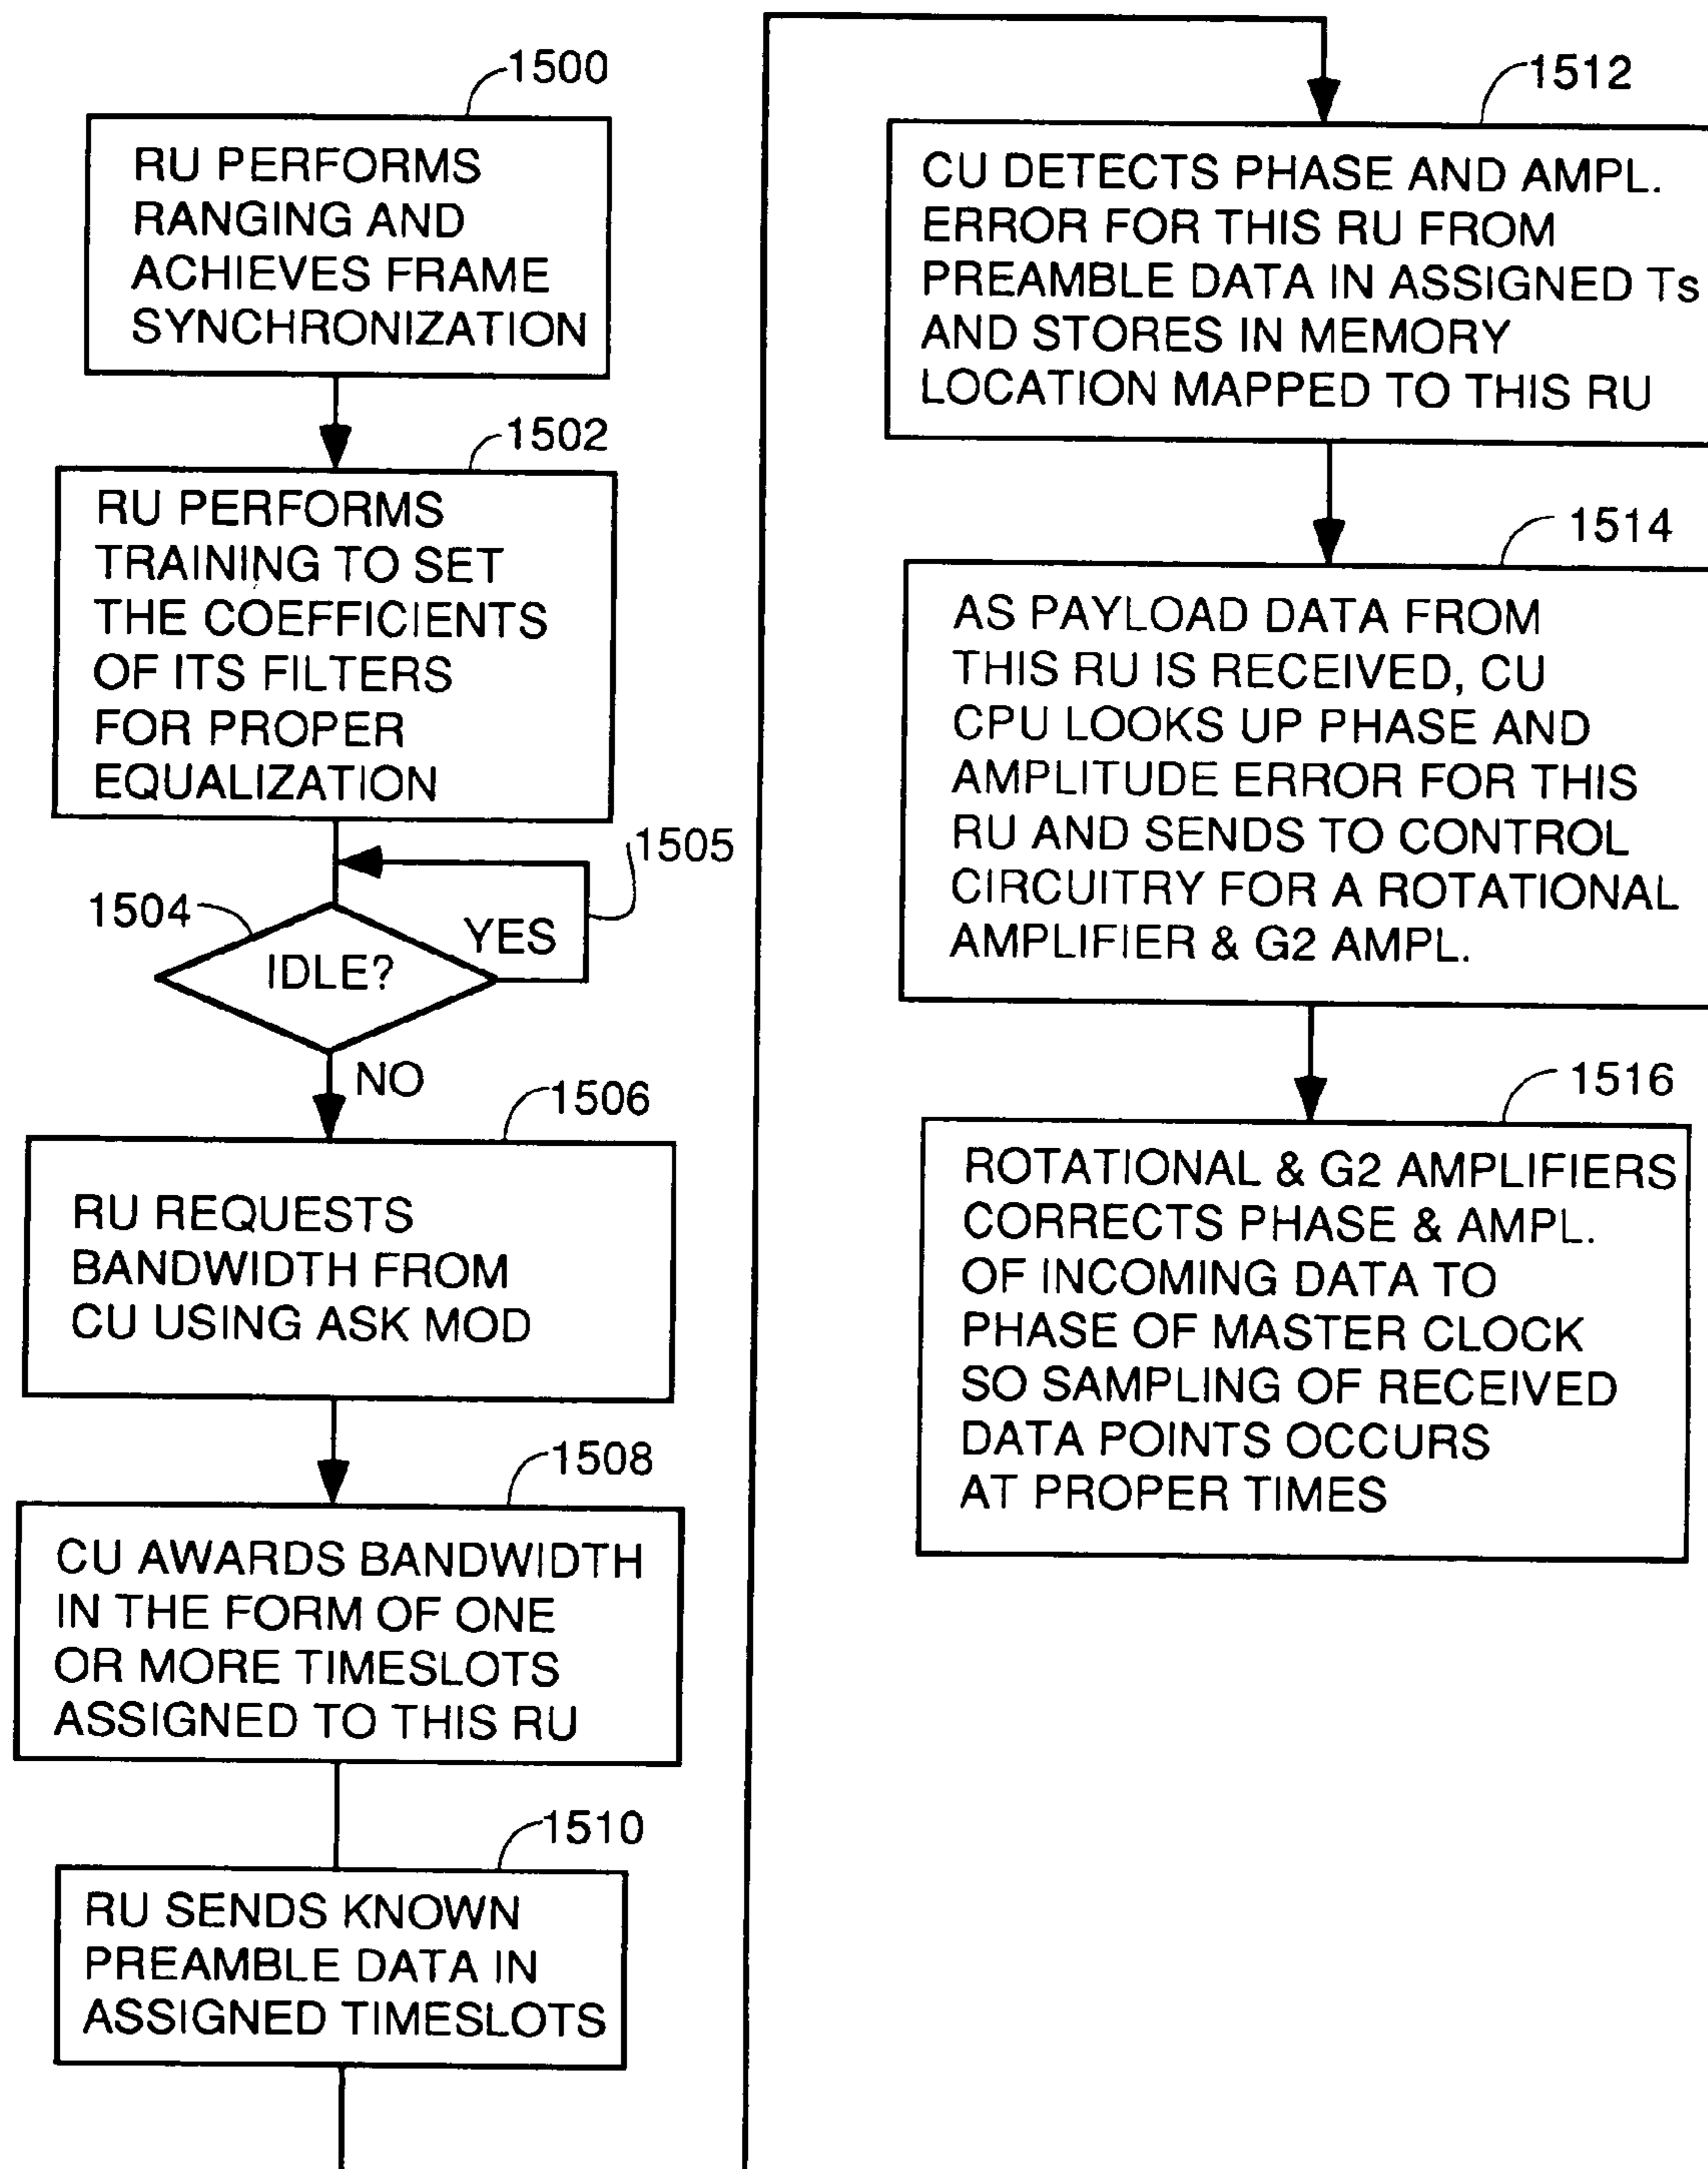 1500
RU PERFORMS
RANGING AND
ACHIEVES FRAME
SYNCHRONIZATION
1502
RU PERFORMS
TRAINING TO SET
THE COEFFICIENTS
OF ITS FILTERS
FOR PROPER
EQUALIZATION
1505
1504
YES
IDLE?
NO
1506
RU REQUESTS
BANDWIDTH FROM
CU USING ASK MOD
1508
CU AWARDS BANDWIDTH
IN THE FORM OF ONE
OR MORE TIMESLOTS
ASSIGNED TO THIS RU
1510
RU SENDS KNOWN
PREAMBLE DATA IN
ASSIGNED TIMESLOTS
1512
CU DETECTS PHASE AND AMPL.
ERROR FOR THIS RU FROM
PREAMBLE DATA IN ASSIGNED Ts
AND STORES IN MEMORY
LOCATION MAPPED TO THIS RU
1514
AS PAYLOAD DATA FROM
THIS RU IS RECEIVED, CU
CPU LOOKS UP PHASE AND
AMPLITUDE ERROR FOR THIS
RU AND SENDS TO CONTROL
CIRCUITRY FOR A ROTATIONAL
AMPLIFIER & G2 AMPL.
1516
ROTATIONAL & G2 AMPLIFIERS
CORRECTS PHASE & AMPL.
OF INCOMING DATA TO
PHASE OF MASTER CLOCK
SO SAMPLING OF RECEIVED
DATA POINTS OCCURS
AT PROPER TIMES